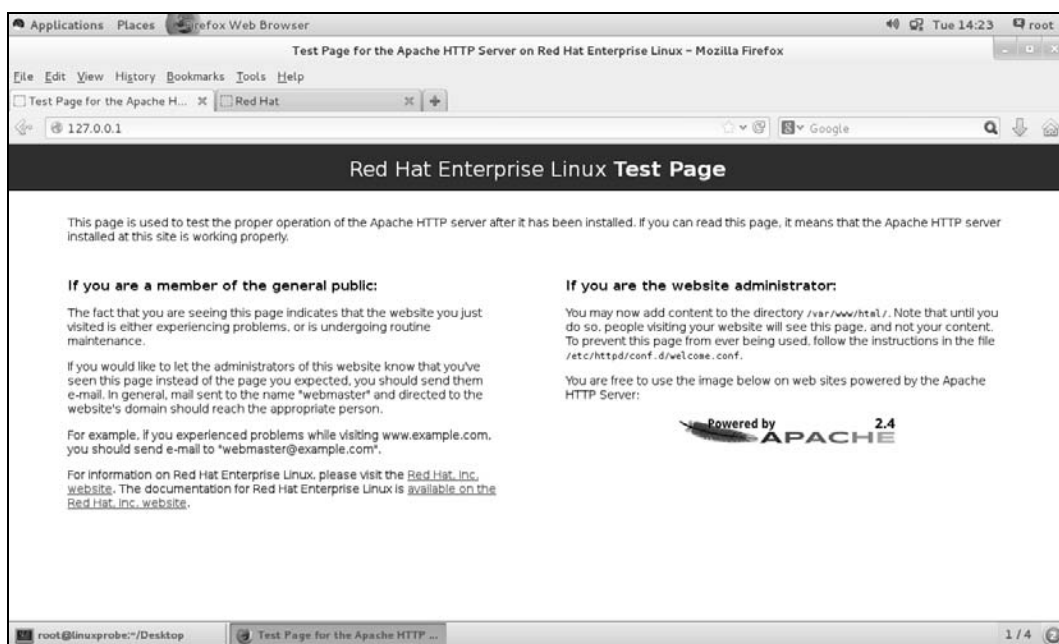 Applications Places Firefox Web Browser Tue 14:23 root
Test Page for the Apache HTTP Server on Red Hat Enterprise Linux - Mozilla Firefox
File Edit View History Bookmarks Tools Help
Test Page for the Apache H... Red Hat
127.0.0.1 Google
Red Hat Enterprise Linux Test Page
This page is used to test the proper operation of the Apache HTTP server after it has been installed. If you can read this page, it means that the Apache HTTP server
installed at this site is working properly.
If you are a member of the general public:
The fact that you are seeing this page indicates that the website you just
visited is either experiencing problems, or is undergoing routine
maintenance.
If you would like to let the administrators of this website know that you've
seen this page instead of the page you expected, you should send them
e-mail. In general, mail sent to the name "webmaster" and directed to the
website's domain should reach the appropriate person.
For example, if you experienced problems while visiting www.example.com,
you should send e-mail to "webmaster@example.com".
For information on Red Hat Enterprise Linux, please visit the Red Hat, Inc.
website. The documentation for Red Hat Enterprise Linux is available on the
Red Hat, Inc. website.
If you are the website administrator:
You may now add content to the directory /var/www/html/. Note that until you
do so, people visiting your website will see this page, and not your content.
To prevent this page from ever being used, follow the instructions in the file
/etc/httpd/conf.d/welcome.conf.
You are free to use the image below on web sites powered by the Apache
HTTP Server:
Powered by 2.4
APACHE
root@linuxprobe:~/Desktop Test Page for the Apache HTTP ... 1 / 4